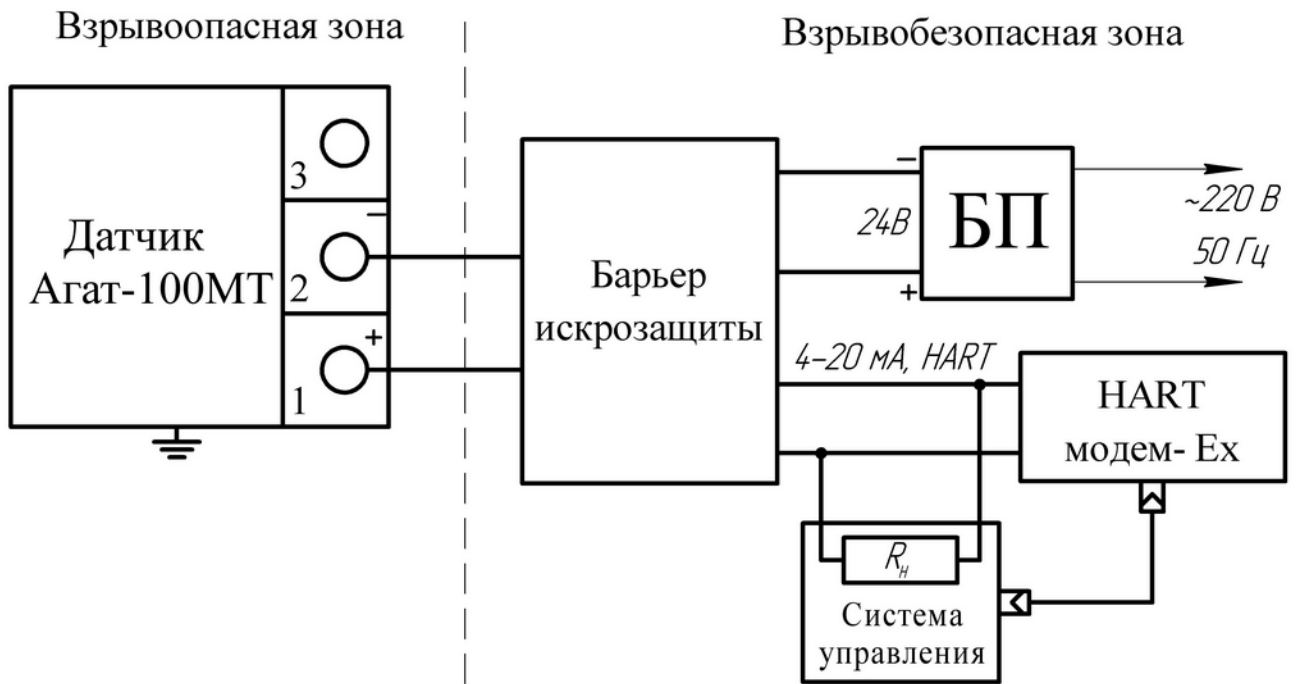 Взрывоопасная зона
Взрывобезопасная зона
Датчик
Агат-100МТ
3
−
2
+
1
Барьер
искрозащиты
−
24В
+
БП
~220 В
50 Гц
4–20 мА, HART
HART
модем- Ex
Rн
Система
управления